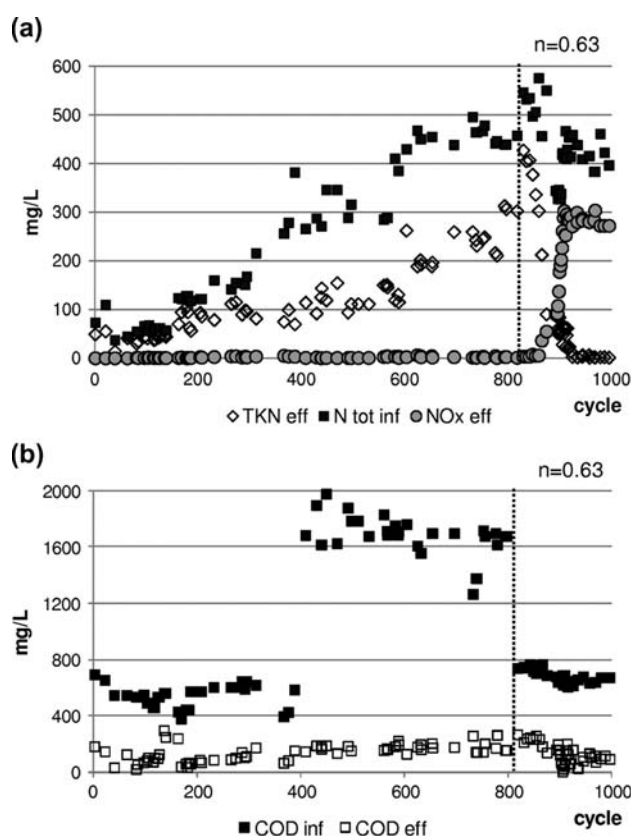 (a)
n=0.63
600
500
400
300
200
100
0
mg/L
0 200 400 600 800 1000
cycle
TKN eff N tot inf NOx eff
(b)
n=0.63
2000
1600
1200
800
400
0
mg/L
0 200 400 600 800 1000
cycle
COD inf COD eff